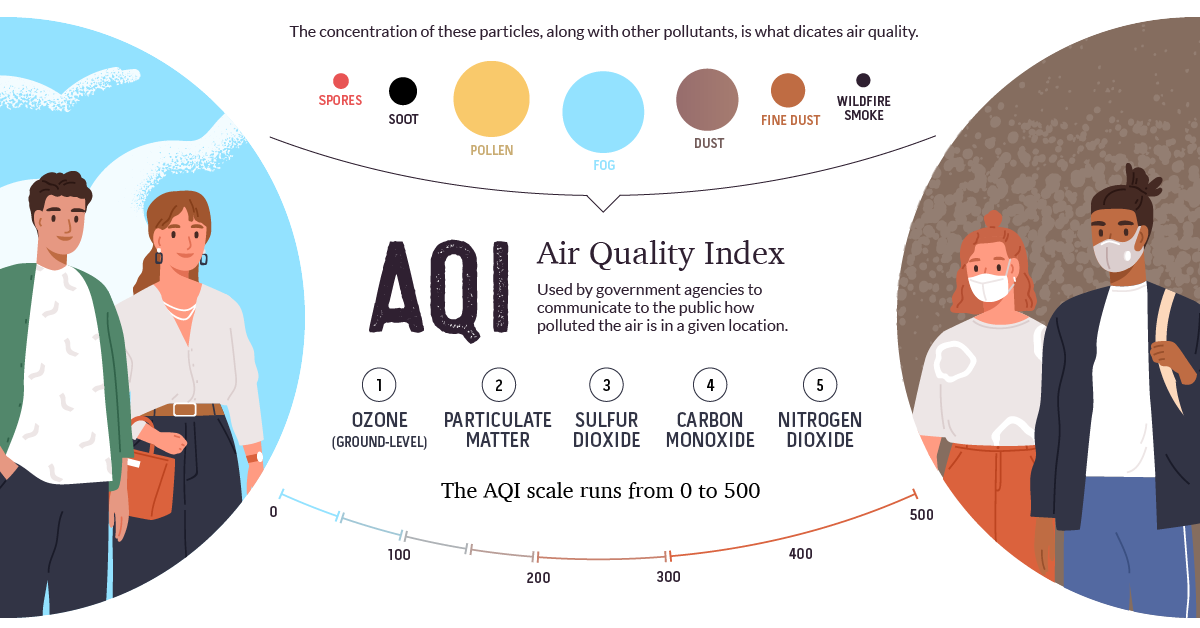 The concentration of these particles, along with other pollutants, is what dicates air quality.
SPORES
SOOT
POLLEN
FOG
DUST
FINE DUST
WILDFIRE
SMOKE
AQI
Air Quality Index
Used by government agencies to
communicate to the public how
polluted the air is in a given location.
1
OZONE
(GROUND-LEVEL)
2
PARTICULATE
MATTER
3
SULFUR
DIOXIDE
4
CARBON
MONOXIDE
5
NITROGEN
DIOXIDE
The AQI scale runs from 0 to 500
0
100
200
300
400
500